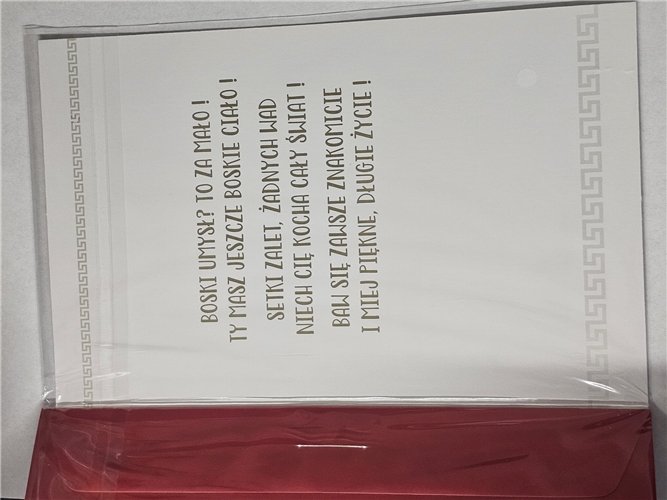 BOSKI UMYSŁ? TO ZA MAŁO !
TY MASZ JESZCZE BOSKIE CIAŁO !
SETKI ZALET, ŻADNYCH WAD
NIECH CIĘ KOCHA CAŁY ŚWIAT !
BAW SIĘ ZAWSZE ZNAKOMICIE
I MIEJ PIĘKNE, DŁUGIE ŻYCIE !